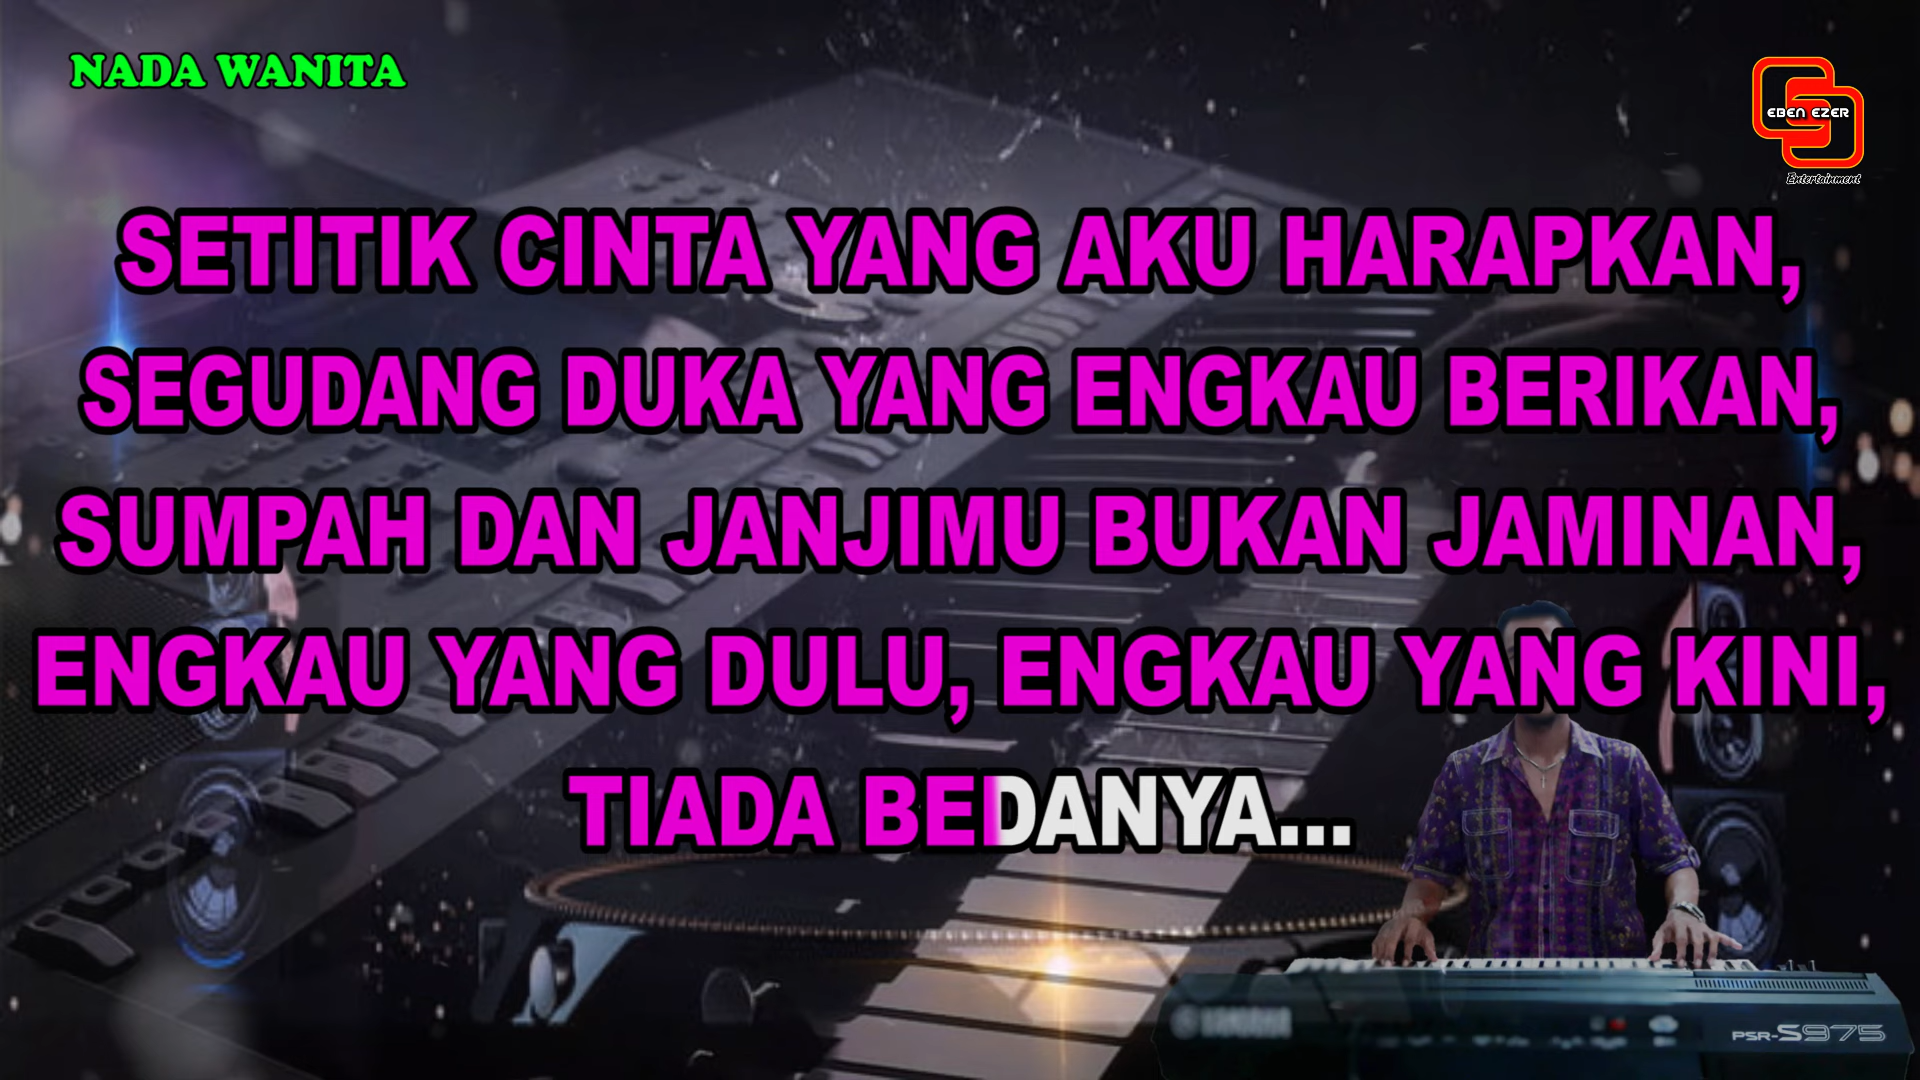 NADA WANITA
EBEN EZER
Entertainment
SETITIK CINTA YANG AKU HARAPKAN,
SEGUDANG DUKA YANG ENGKAU BERIKAN,
SUMPAH DAN JANJIMU BUKAN JAMINAN,
ENGKAU YANG DULU, ENGKAU YANG KINI,
TIADA BEDANYA...
PSR-S975